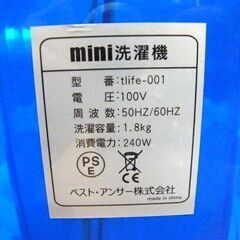 mini洗濯機
型 番:tlife-001
電 圧:100V
周 波 数:50HZ/60HZ
洗濯容量:1.8kg
消費電力:240W
PS
E
ベスト・アンサー株式会社
made in china